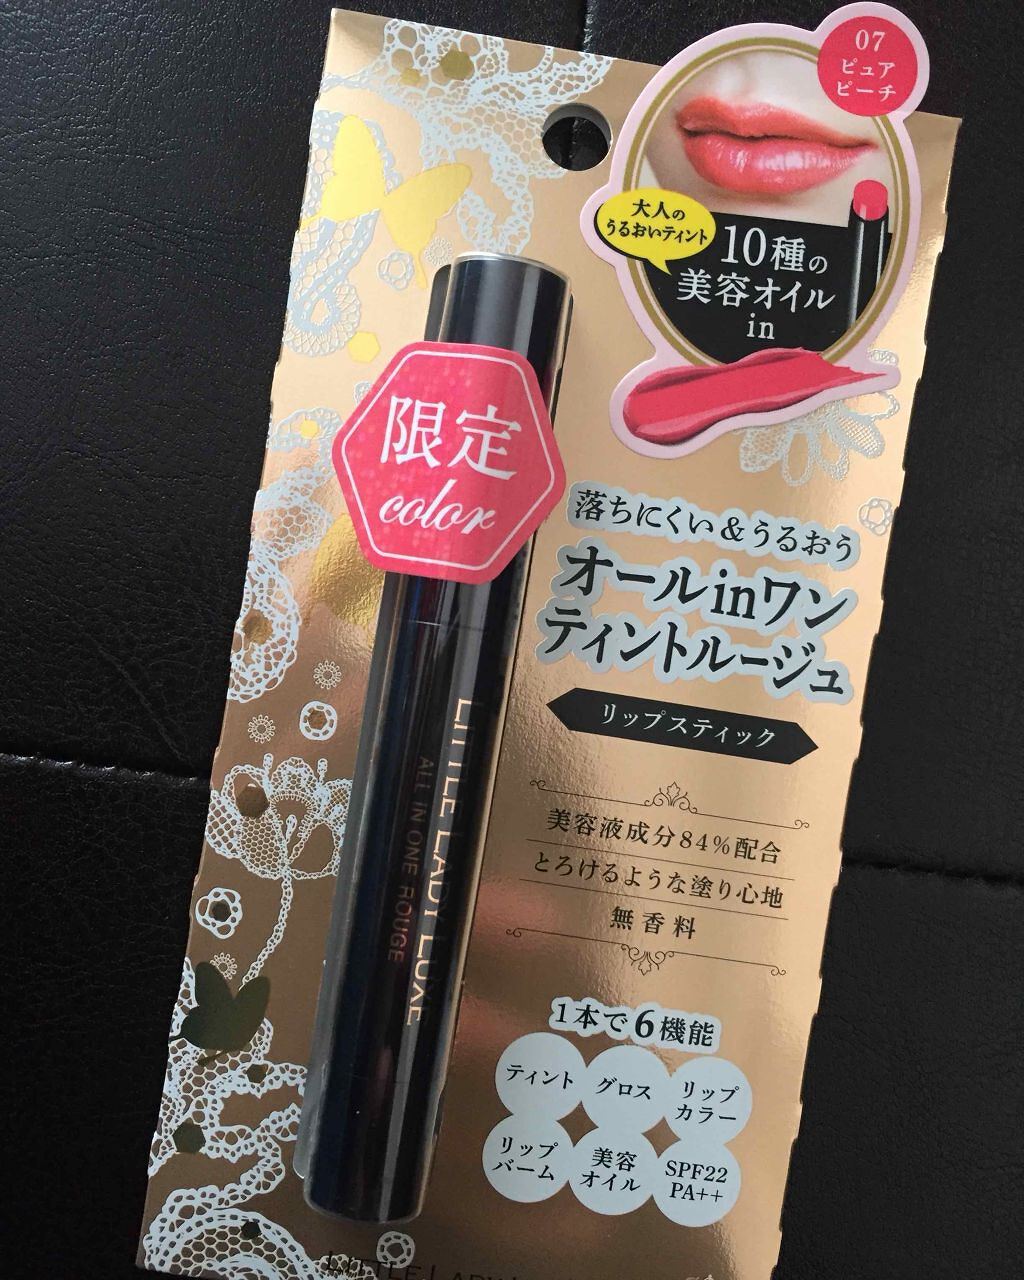 07
ピュア
ピーチ
大人の
うるおいティント
10種の
美容オイル
in
限定
color
落ちにくい&うるおう
オールinワン
ティントルージュ
リップスティック
美容液成分84%配合
とろけるような塗り心地
無香料
1本で6機能
ティント
グロス
リップ
カラー
リップ
バーム
美容
オイル
SPF22
PA++
LITTLE LADY LUXE
ALL IN ONE ROUGE
LITTLE LADY